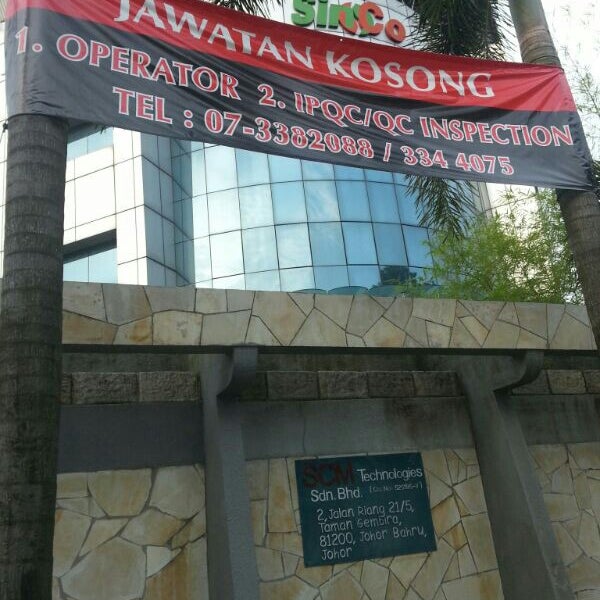 JAWATAN KOSONG
1. OPERATOR 2. IPQC/QC INSPECTION
TEL : 07-3382088 / 334 4075
SCM Technologies
Sdn. Bhd.
2, Jalan Riang 21/5,
Taman Gembira,
81200, Johor Bahru,
Johor